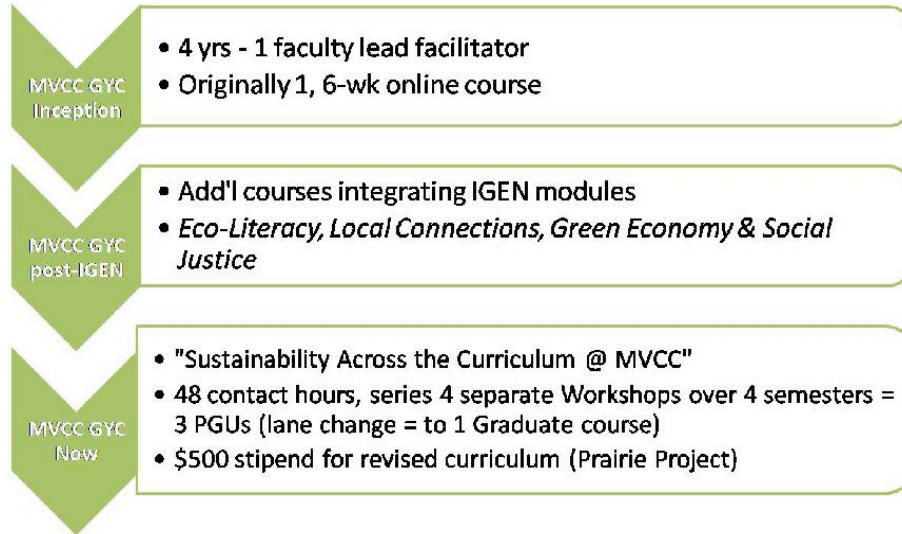 MVCC GYC
Inception
• 4 yrs - 1 faculty lead facilitator
• Originally 1, 6-wk online course
MVCC GYC
post-IGEN
• Add'l courses integrating IGEN modules
• Eco-Literacy, Local Connections, Green Economy & Social
Justice
MVCC GYC
Now
• "Sustainability Across the Curriculum @ MVCC"
• 48 contact hours, series 4 separate Workshops over 4 semesters =
3 PGUs (lane change = to 1 Graduate course)
• $500 stipend for revised curriculum (Prairie Project)